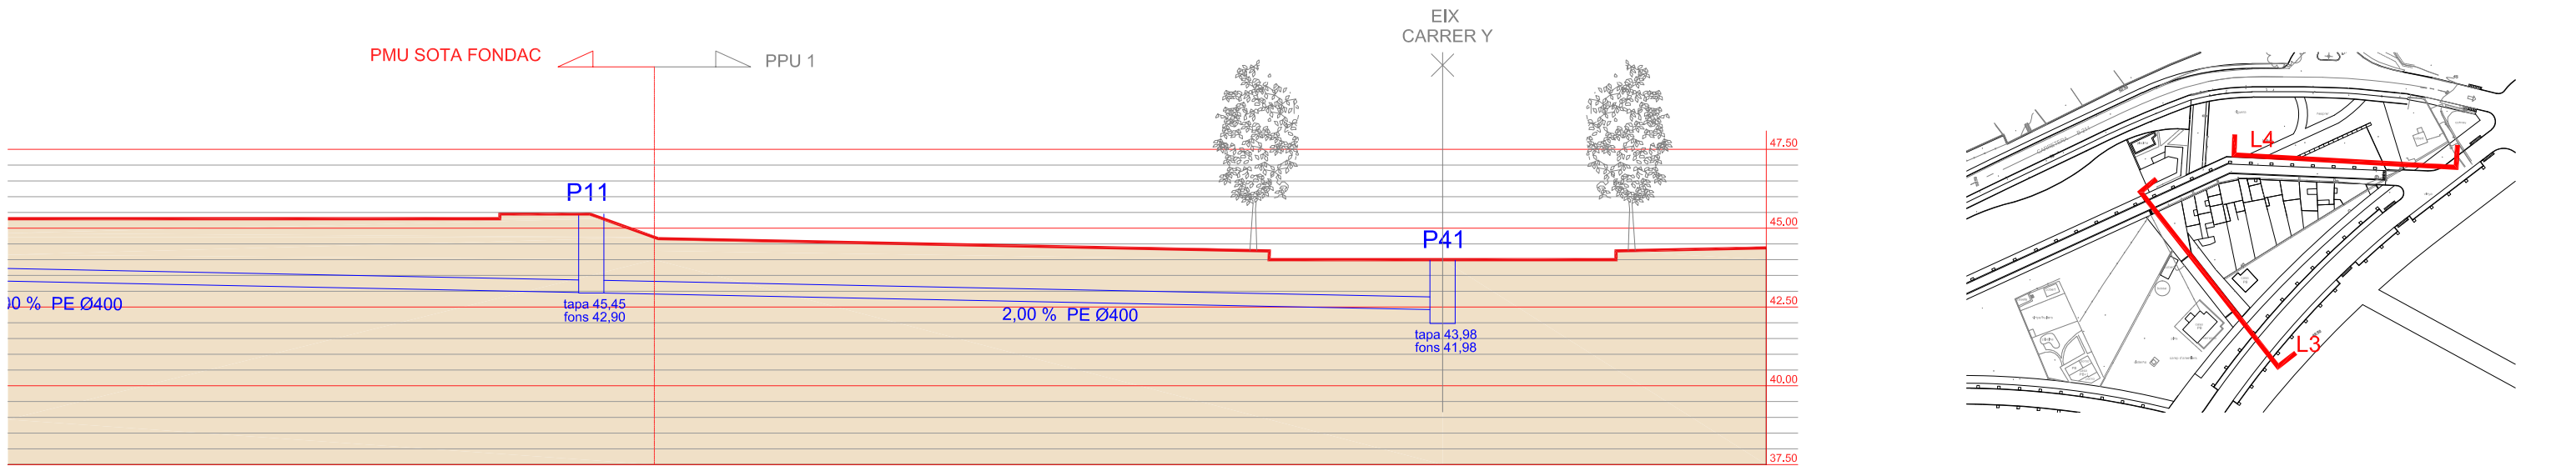 EIX
CARRER Y
PMU SOTA FONDAC
PPU 1
47.50
P11
45.00
P41
00 % PE Ø400
tapa 45,45
fons 42,90
42.50
2,00 % PE Ø400
tapa 43,98
fons 41,98
40.00
37.50
L4
L3